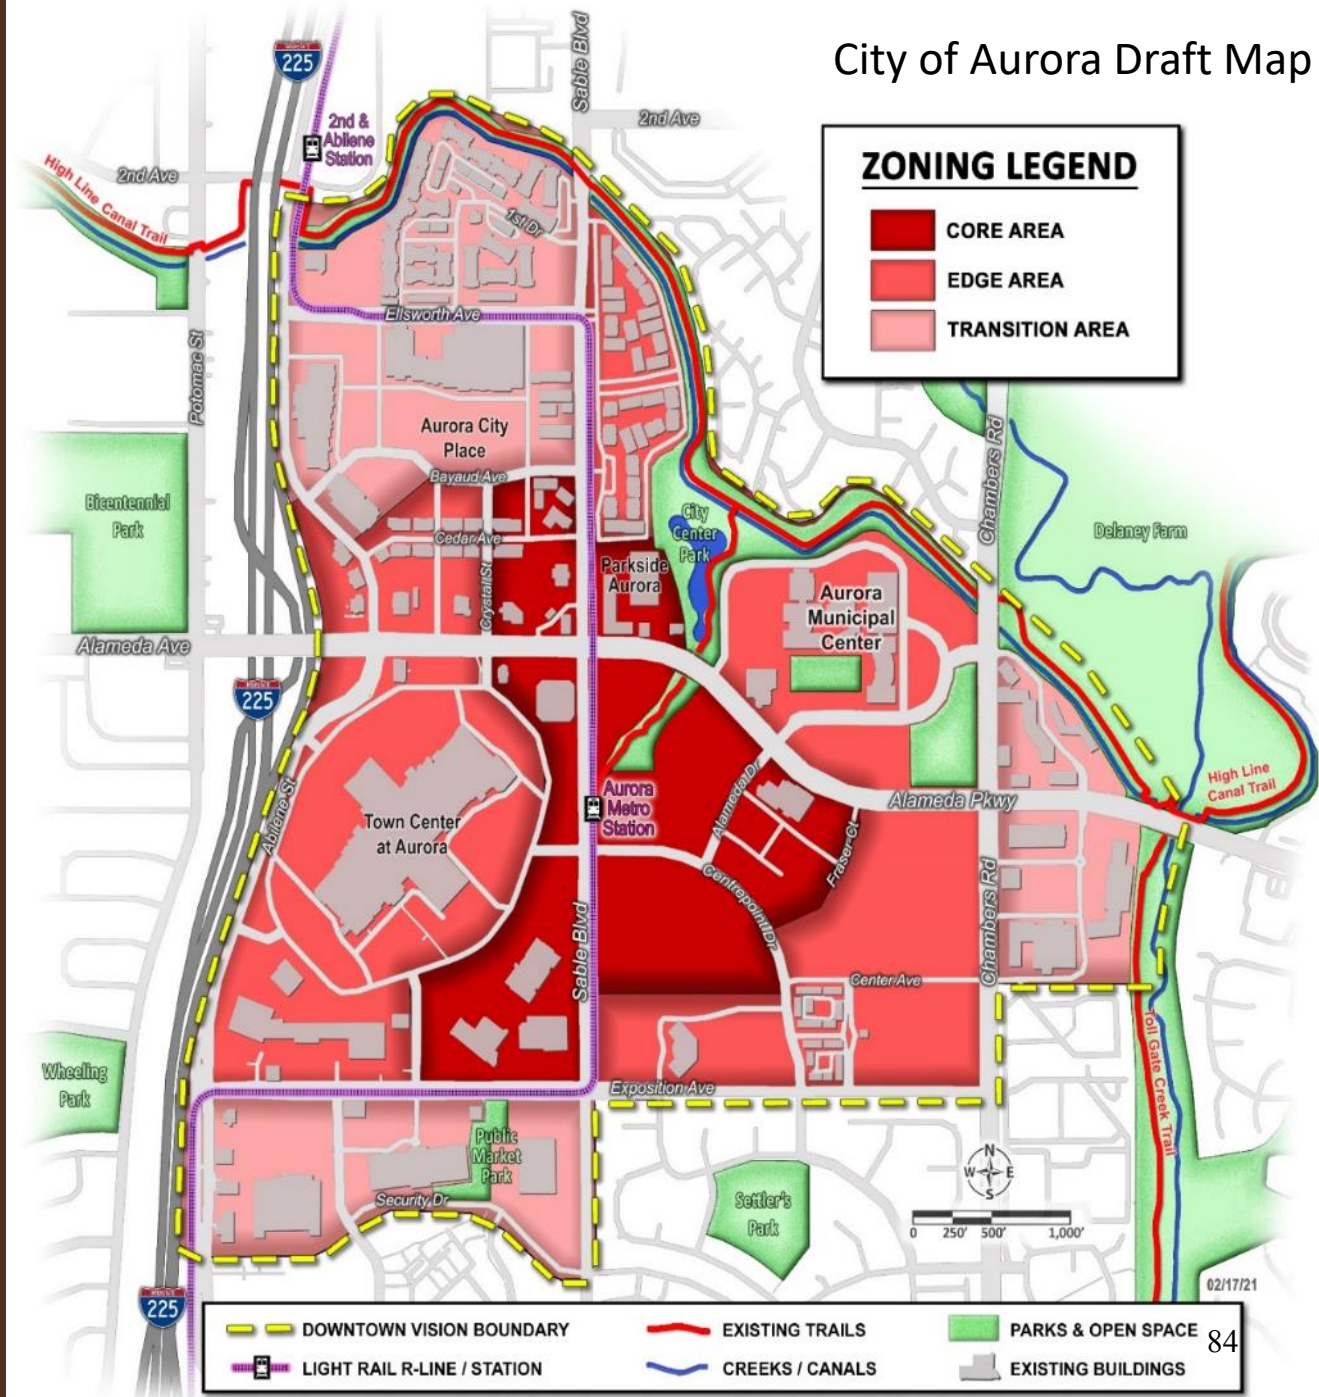 City of Aurora Draft Map
ZONING LEGEND
CORE AREA
EDGE AREA
TRANSITION AREA
INTERSTATE
225
Sable Blvd
2nd &
Abilene
Station
2nd Ave
2nd Ave
High Line Canal Trail
1st Dr
Ellsworth Ave
Potomac St
Aurora City
Place
Bayaud Ave
Chambers Rd
Bicentennial
Park
City
Center
Park
Delaney Farm
Cedar Ave
Crystal St
Parkside
Aurora
Aurora
Municipal
Center
Alameda Ave
225
Abilene St
Town Center
at Aurora
Aurora
Metro
Station
Alameda Dr
Alameda Pkwy
High Line
Canal Trail
Fraser Ct
Centrepoint Dr
Sable Blvd
Chambers Rd
Center Ave
Wheeling
Park
Exposition Ave
Toll Gate Creek Trail
Public
Market
Park
Security Dr
Settler's
Park
N
W E
S
0 250' 500' 1,000'
02/17/21
225
DOWNTOWN VISION BOUNDARY
EXISTING TRAILS
PARKS & OPEN SPACE
LIGHT RAIL R-LINE / STATION
CREEKS / CANALS
EXISTING BUILDINGS
84